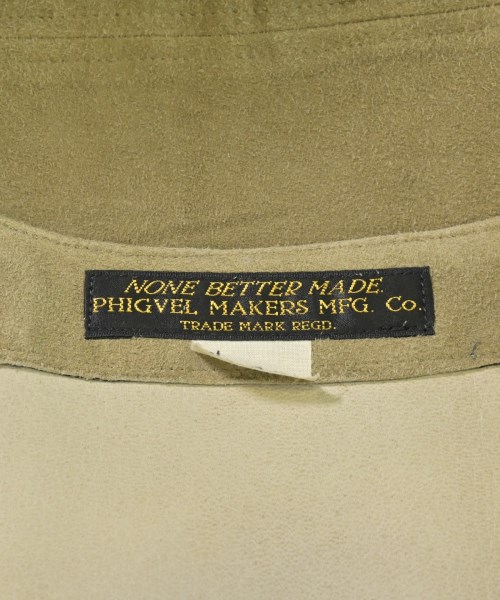 NONE BETTER MADE.
PHIGVEL MAKERS MFG. Co.
TRADE MARK REGD.